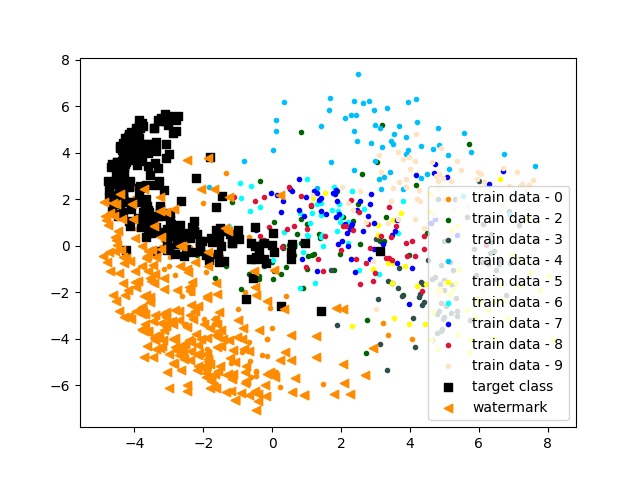 8
6
4
2
0
−2
−4
−6
−4
−2
0
2
4
6
8
train data - 0
train data - 2
train data - 3
train data - 4
train data - 5
train data - 6
train data - 7
train data - 8
train data - 9
target class
watermark